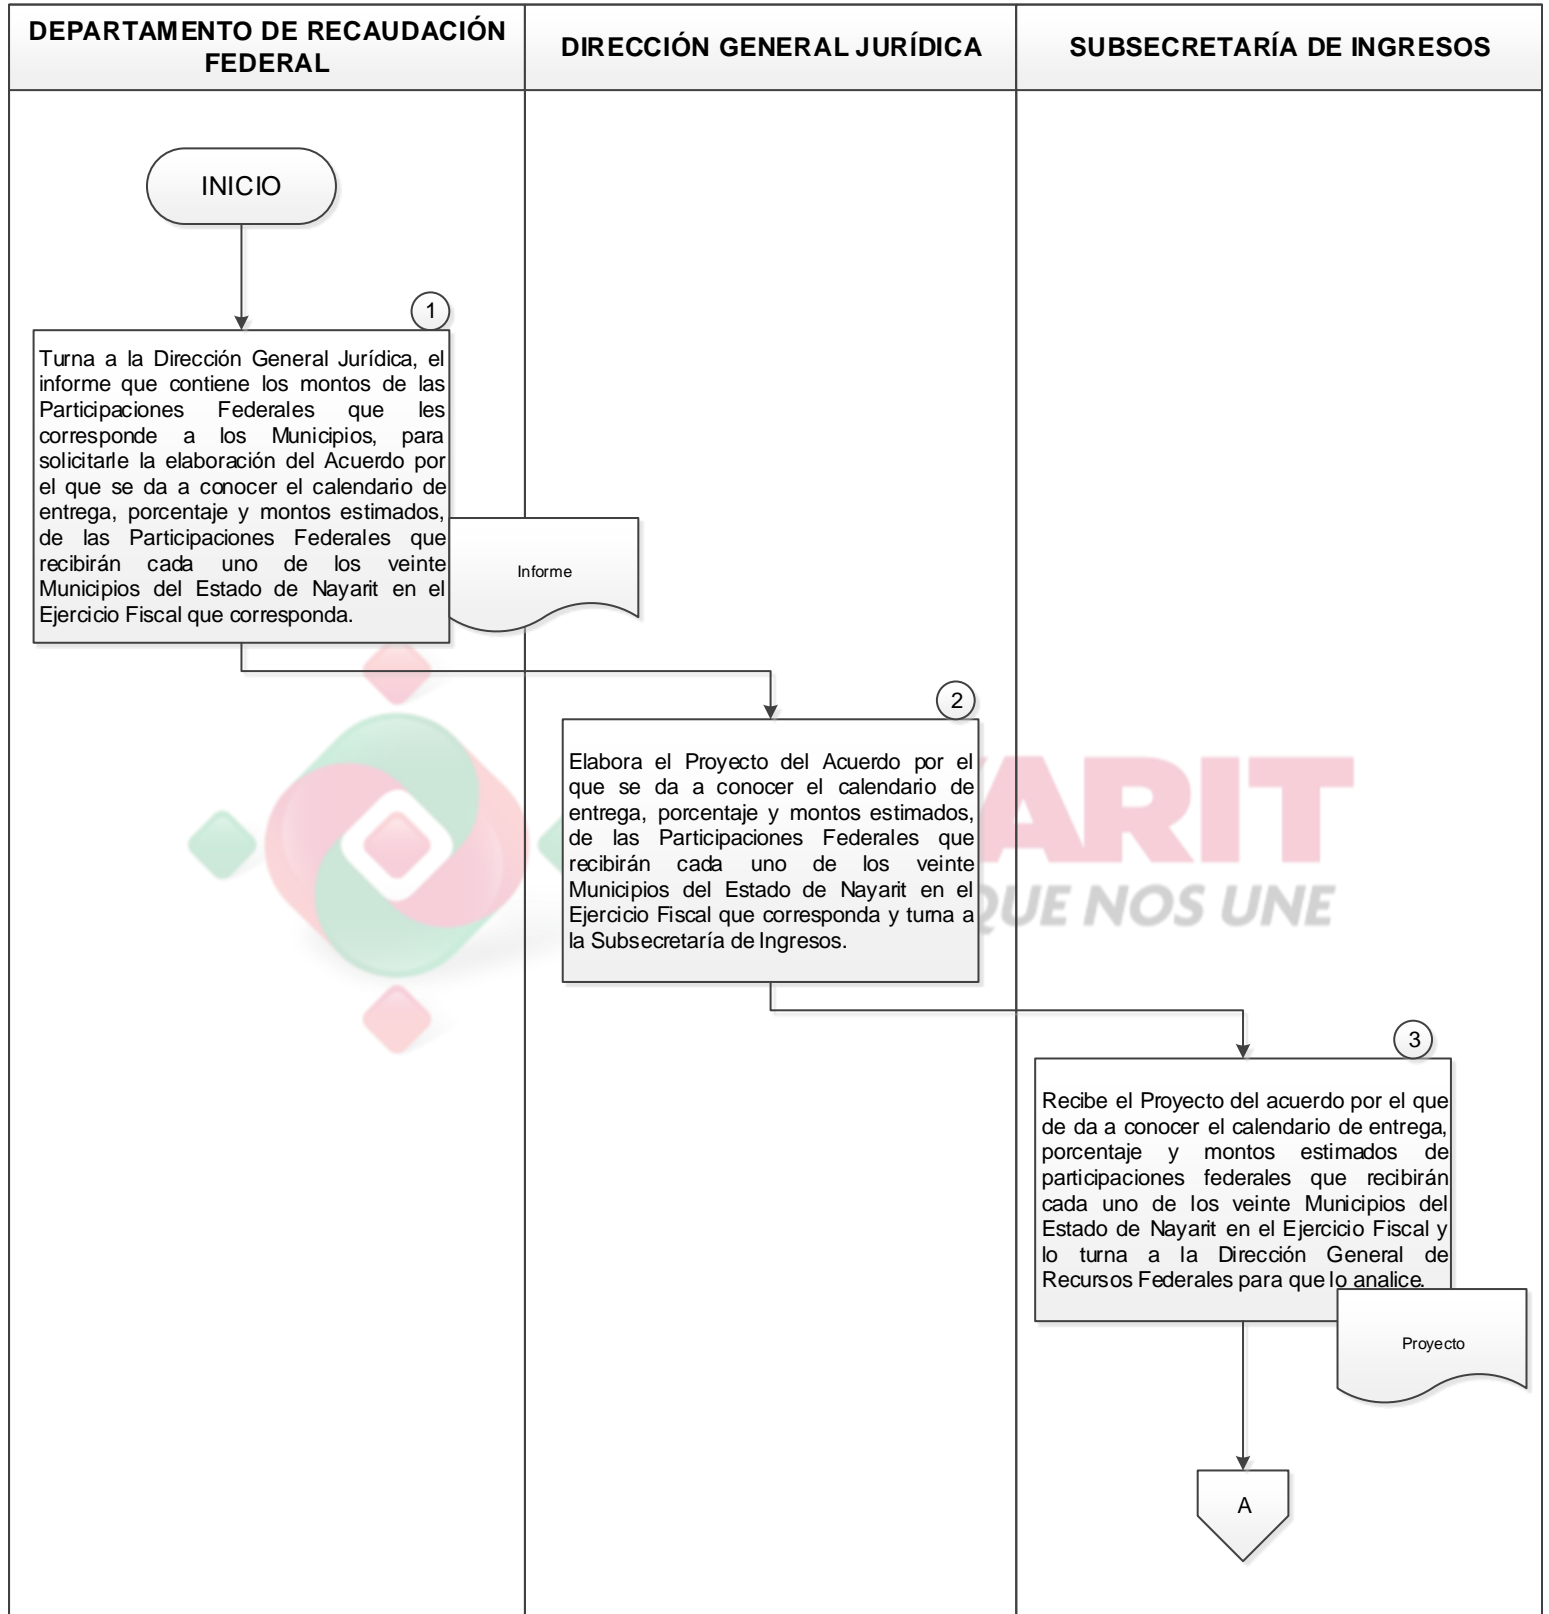 DEPARTAMENTO DE RECAUDACIÓN
FEDERAL
DIRECCIÓN GENERAL JURÍDICA
SUBSECRETARÍA DE INGRESOS
INICIO
1
Turna a la Dirección General Jurídica, el
informe que contiene los montos de las
Participaciones Federales que les
corresponde a los Municipios, para
solicitarle la elaboración del Acuerdo por
el que se da a conocer el calendario de
entrega, porcentaje y montos estimados,
de las Participaciones Federales que
recibirán cada uno de los veinte
Municipios del Estado de Nayarit en el
Ejercicio Fiscal que corresponda.
Informe
2
Elabora el Proyecto del Acuerdo por el
que se da a conocer el calendario de
entrega, porcentaje y montos estimados,
de las Participaciones Federales que
recibirán cada uno de los veinte
Municipios del Estado de Nayarit en el
Ejercicio Fiscal que corresponda y turna a
la Subsecretaría de Ingresos.
ARIT
QUE NOS UNE
3
Recibe el Proyecto del acuerdo por el que
de da a conocer el calendario de entrega,
porcentaje y montos estimados de
participaciones federales que recibirán
cada uno de los veinte Municipios del
Estado de Nayarit en el Ejercicio Fiscal y
lo turna a la Dirección General de
Recursos Federales para que lo analice.
Proyecto
A